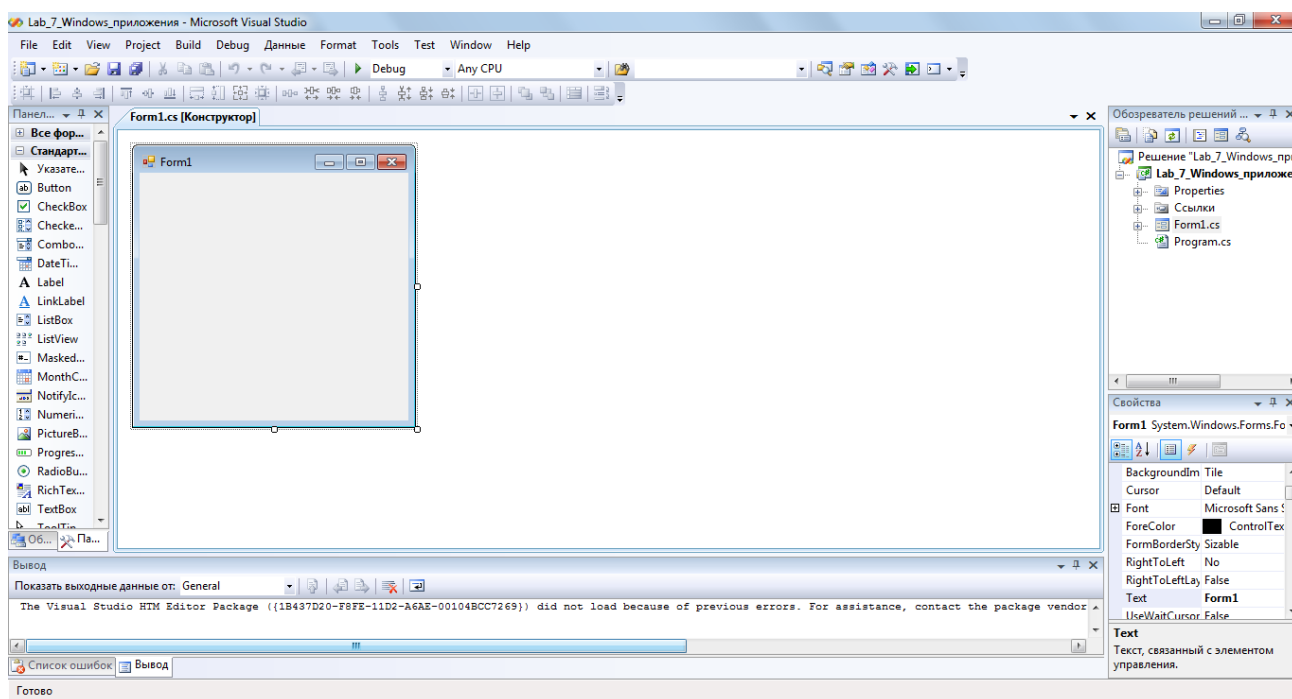 Lab_7_Windows_приложения - Microsoft Visual Studio
File Edit View Project Build Debug Данные Format Tools Test Window Help
Debug Any CPU
Панел...
Form1.cs [Конструктор]
Обозреватель решений ...
Все фор...
Стандарт...
Указате...
Button
CheckBox
Checke...
Combo...
DateTi...
Label
LinkLabel
ListBox
ListView
Masked...
MonthC...
NotifyIc...
Numeri...
PictureB...
Progres...
RadioBu...
RichTex...
TextBox
ToolTip
Об... Па...
Form1
Решение "Lab_7_Windows_пр
Lab_7_Windows_приложе
Properties
Ссылки
Form1.cs
Program.cs
Свойства
Form1 System.Windows.Forms.Fo
BackgroundIm Tile
Cursor Default
Font Microsoft Sans S
ForeColor ControlTex
FormBorderSty Sizable
RightToLeft No
RightToLeftLay False
Text Form1
UseWaitCursor False
Text
Текст, связанный с элементом
управления.
Вывод
Показать выходные данные от: General
The Visual Studio HTM Editor Package ({1B437D20-F8FE-11D2-A6AE-00104BCC7269}) did not load because of previous errors. For assistance, contact the package vendor
Список ошибок Вывод
Готово